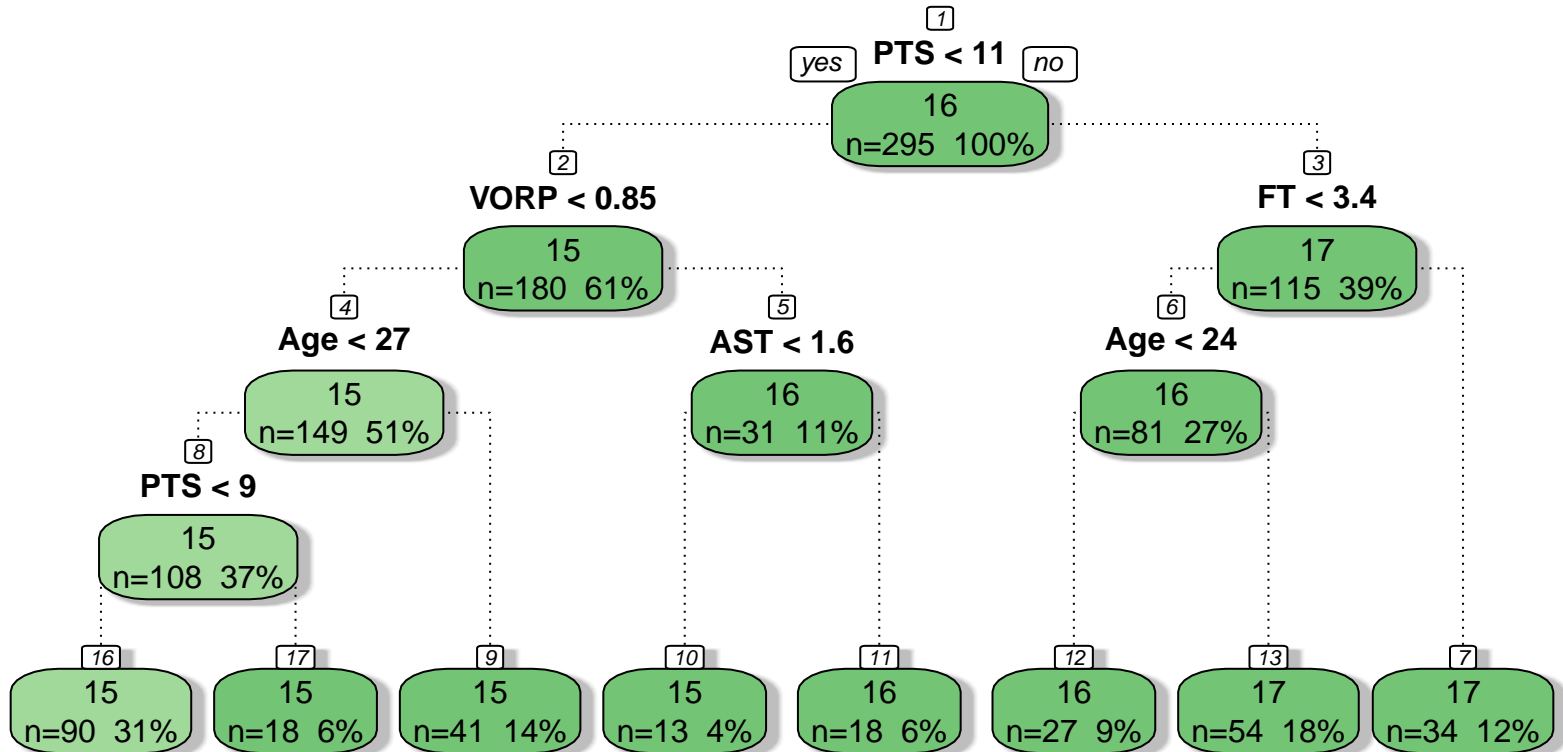 1
yes PTS < 11 no
16
n=295 100%
2 3
VORP < 0.85 FT < 3.4
15 17
n=180 61% n=115 39%
4 5 6
Age < 27 AST < 1.6 Age < 24
15 16 16
n=149 51% n=31 11% n=81 27%
8
PTS < 9
15
n=108 37%
16 17 9 10 11 12 13 7
15 15 15 15 16 16 17 17
n=90 31% n=18 6% n=41 14% n=13 4% n=18 6% n=27 9% n=54 18% n=34 12%